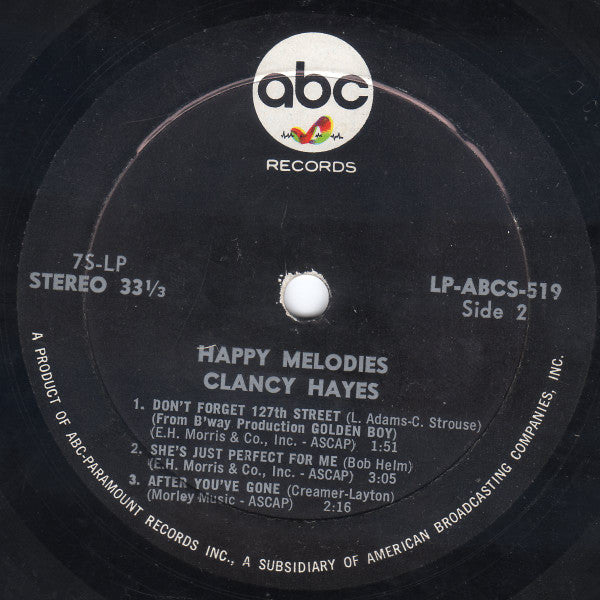 abc
RECORDS
7S-LP
STEREO 33 1/3
LP-ABCS-519
Side 2
HAPPY MELODIES
CLANCY HAYES
1. DON'T FORGET 127th STREET (L. Adams-C. Strouse)
(From B'way Production GOLDEN BOY)
(E.H. Morris & Co., Inc. - ASCAP) 1:51
2. SHE'S JUST PERFECT FOR ME (Bob Helm)
(E.H. Morris & Co., Inc. - ASCAP) 3:05
3. AFTER YOU'VE GONE (Creamer-Layton)
(Morley Music - ASCAP) 2:16
A PRODUCT OF ABC-PARAMOUNT RECORDS INC., A SUBSIDIARY OF AMERICAN BROADCASTING COMPANIES, INC.